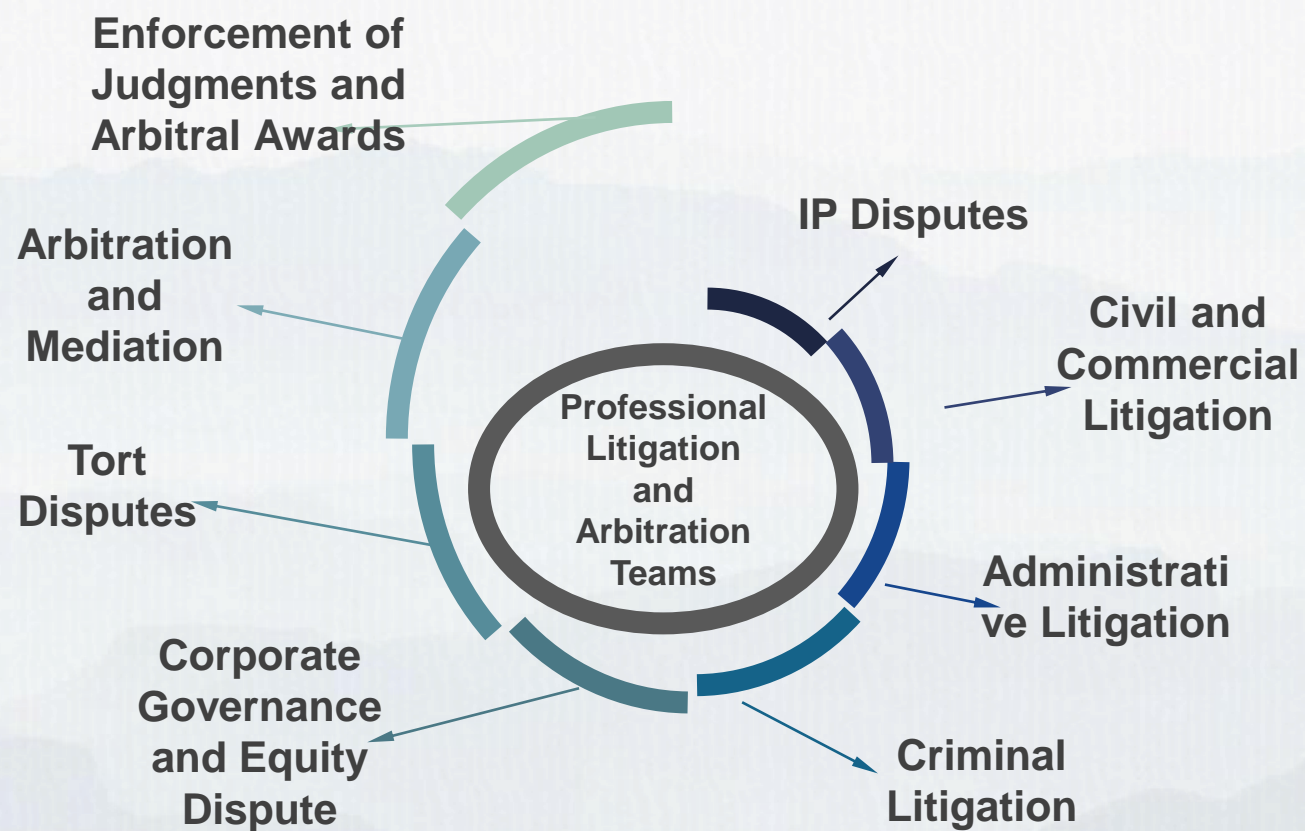 Enforcement of
Judgments and
Arbitral Awards
IP Disputes
Arbitration
and
Mediation
Civil and
Commercial
Litigation
Professional
Litigation
and
Arbitration
Teams
Tort
Disputes
Administrati
ve Litigation
Corporate
Governance
and Equity
Dispute
Criminal
Litigation